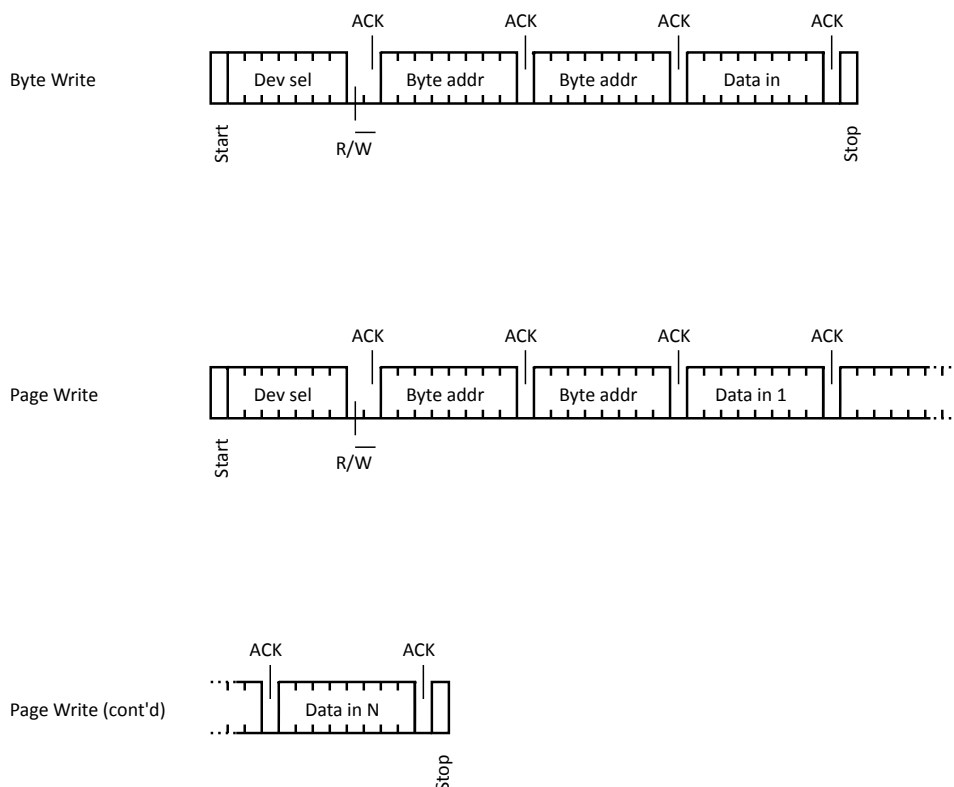 ACK ACK ACK ACK
Byte Write Dev sel Byte addr Byte addr Data in
Start R/W Stop
ACK ACK ACK ACK
Page Write Dev sel Byte addr Byte addr Data in 1
Start R/W
ACK ACK
Page Write (cont'd) Data in N
Stop